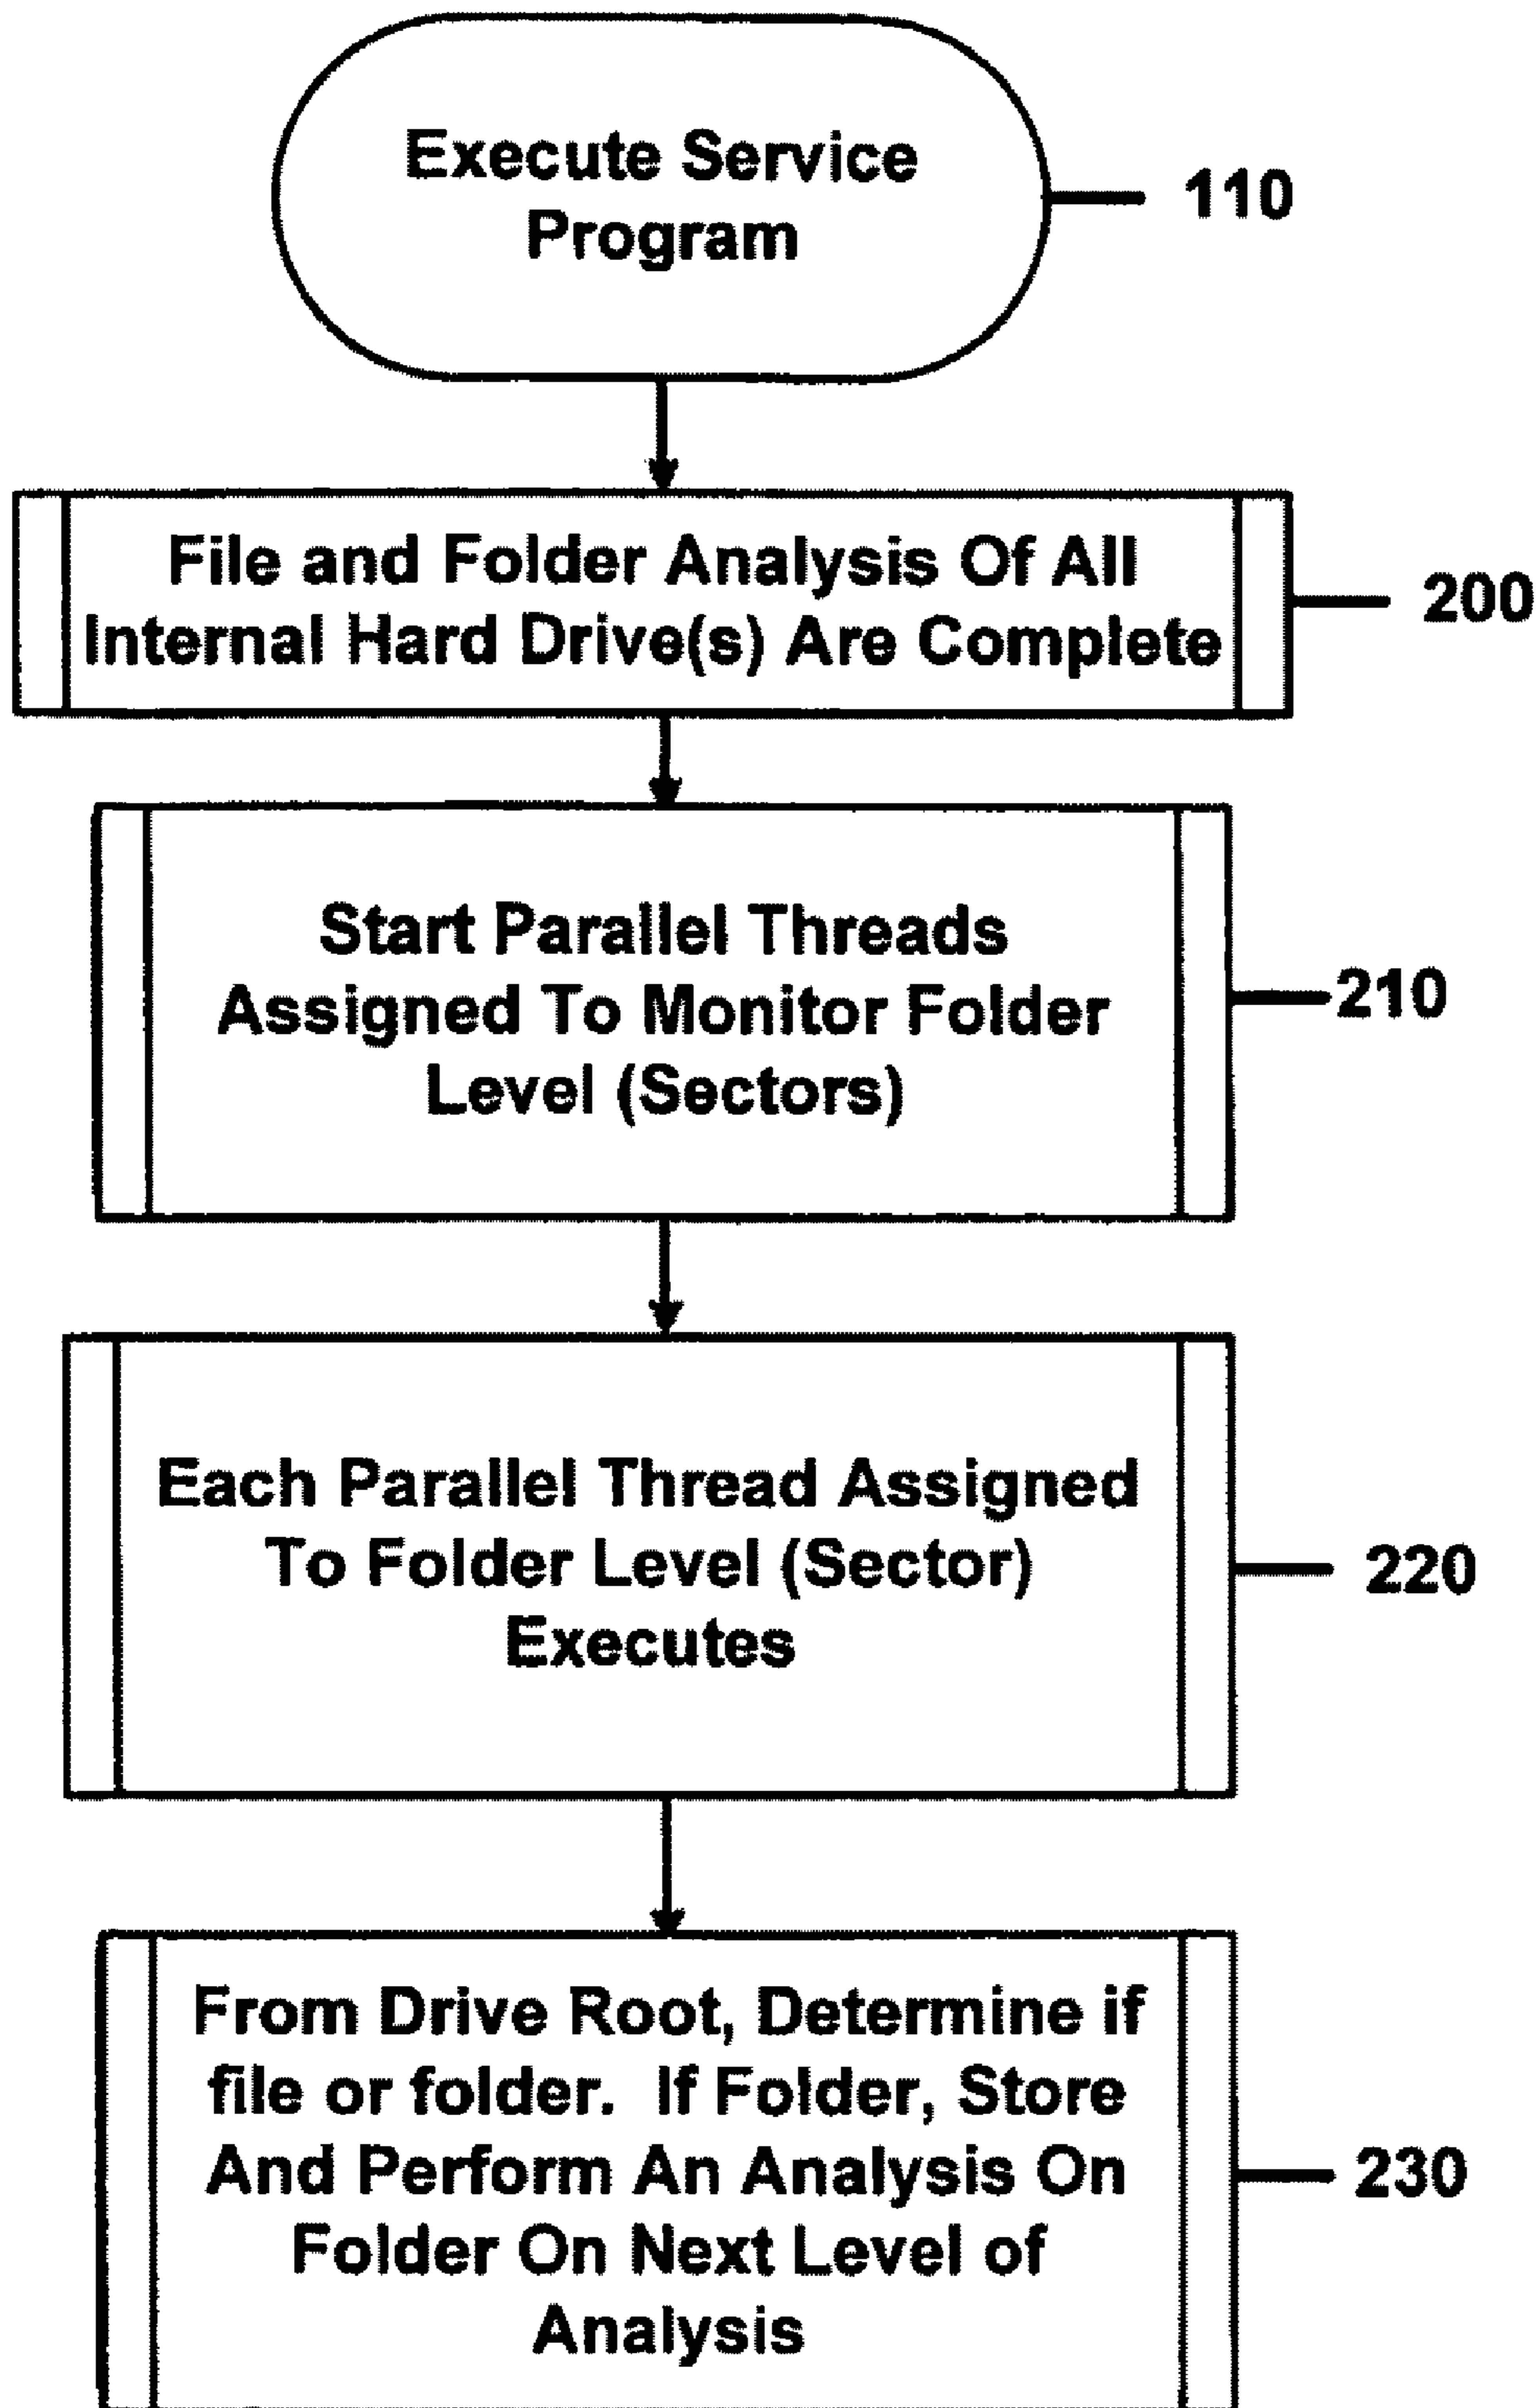 Execute Service
Program
110
File and Folder Analysis Of All
Internal Hard Drive(s) Are Complete
200
Start Parallel Threads
Assigned To Monitor Folder
Level (Sectors)
210
Each Parallel Thread Assigned
To Folder Level (Sector)
Executes
220
From Drive Root, Determine if
file or folder.  If Folder, Store
And Perform An Analysis On
Folder On Next Level of
Analysis
230